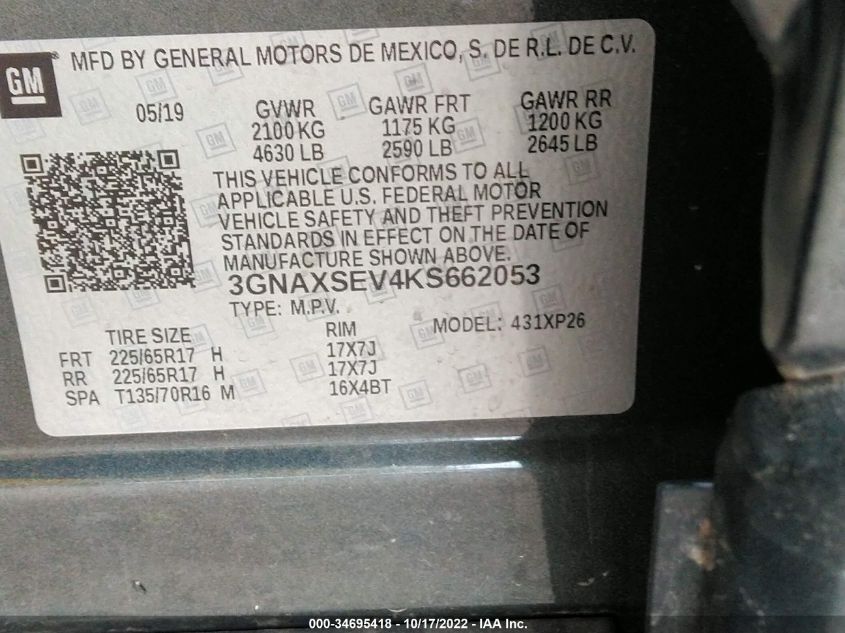 GM
MFD BY GENERAL MOTORS DE MEXICO, S. DE R.L. DE C.V.
05/19 GVWR GAWR FRT GAWR RR
2100 KG 1175 KG 1200 KG
4630 LB 2590 LB 2645 LB
THIS VEHICLE CONFORMS TO ALL
APPLICABLE U.S. FEDERAL MOTOR
VEHICLE SAFETY AND THEFT PREVENTION
STANDARDS IN EFFECT ON THE DATE OF
MANUFACTURE SHOWN ABOVE.
3GNAXSEV4KS662053
TYPE: M.P.V.
TIRE SIZE RIM MODEL: 431XP26
FRT 225/65R17 H 17X7J
RR 225/65R17 H 17X7J
SPA T135/70R16 M 16X4BT
000-34695418 - 10/17/2022 - IAA Inc.